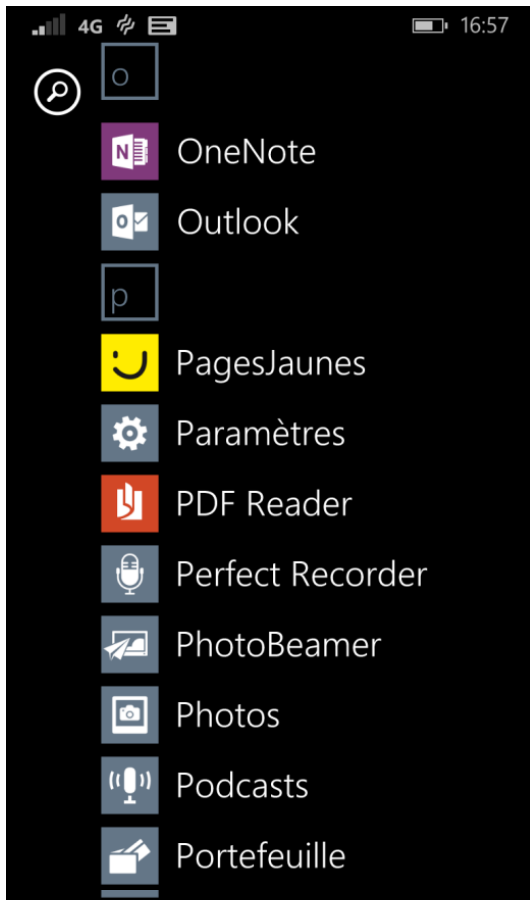 4G 16:57
o
OneNote
Outlook
p
PagesJaunes
Paramètres
PDF Reader
Perfect Recorder
PhotoBeamer
Photos
Podcasts
Portefeuille